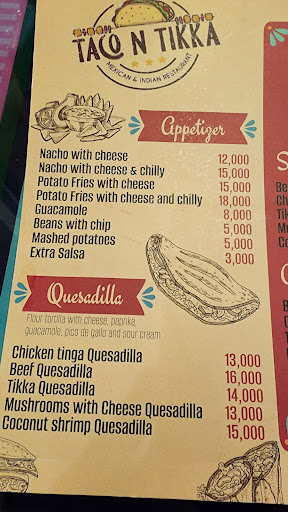 TACO N TIKKA
MEXICAN & INDIAN RESTAURANT
Appetizer
Nacho with cheese 12,000
Nacho with cheese & chilly 15,000
Potato Fries with cheese 15,000
Potato Fries with cheese and chilly 18,000
Guacamole 8,000
Beans with chip 5,000
Mashed potatoes 5,000
Extra Salsa 3,000
Quesadilla
Flour tortilla with cheese, paprika,
guacamole, pico de gallo and sour cream
Chicken tinga Quesadilla 13,000
Beef Quesadilla 16,000
Tikka Quesadilla 14,000
Mushrooms with Cheese Quesadilla 13,000
Coconut shrimp Quesadilla 15,000